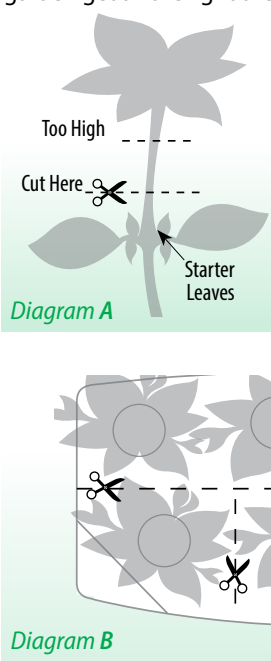 Too High
Cut Here
Starter
Leaves
Diagram A
Diagram B